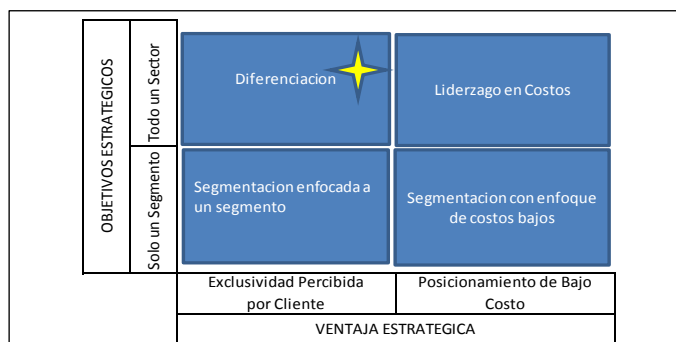 OBJETIVOS ESTRATEGICOS
Todo un Sector
Diferenciacion
Liderzago en Costos
Solo un Segmento
Segmentacion enfocada a
un segmento
Segmentacion con enfoque
de costos bajos
Exclusividad Percibida
por Cliente
Posicionamiento de Bajo
Costo
VENTAJA ESTRATEGICA